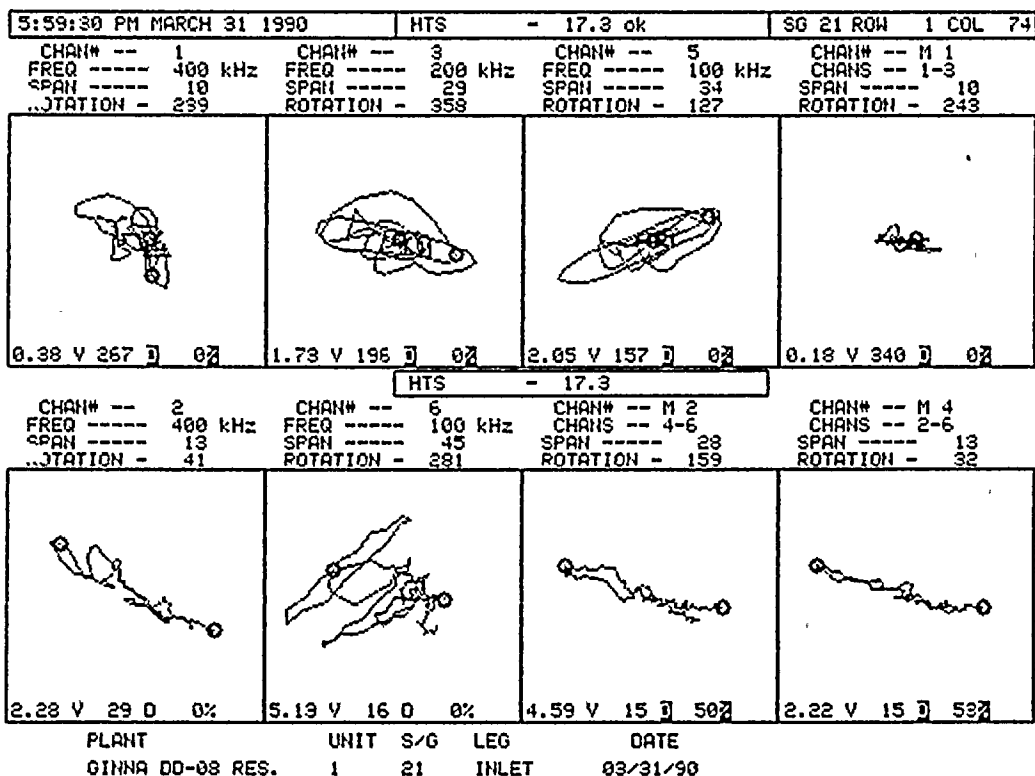 5:59:30 PM MARCH 31 1990 HTS - 17.3 ok SG 21 ROW 1 COL 74
CHAN# -- 1 CHAN# -- 3 CHAN# -- 5 CHAN# -- M 1
FREQ ----- 400 kHz FREQ ----- 200 kHz FREQ ----- 100 kHz CHANS -- 1-3
SPAN ----- 10 SPAN ----- 29 SPAN ----- 34 SPAN ----- 10
..OTATION - 239 ROTATION - 358 ROTATION - 127 ROTATION - 243
0.38 V 267 D 0% 1.73 V 196 D 0% 2.05 V 157 D 0% 0.18 V 340 D 0%
HTS - 17.3
CHAN# -- 2 CHAN# -- 6 CHAN# -- M 2 CHAN# -- M 4
FREQ ----- 400 kHz FREQ ----- 100 kHz CHANS -- 4-6 CHANS -- 2-6
SPAN ----- 13 SPAN ----- 45 SPAN ----- 28 SPAN ----- 13
..OTATION - 41 ROTATION - 281 ROTATION - 159 ROTATION - 32
2.28 V 29 D 0% 5.19 V 16 D 0% 4.59 V 15 D 50% 2.22 V 15 D 53%
PLANT UNIT S/G LEG DATE
GINNA DD-08 RES. 1 21 INLET 03/31/90